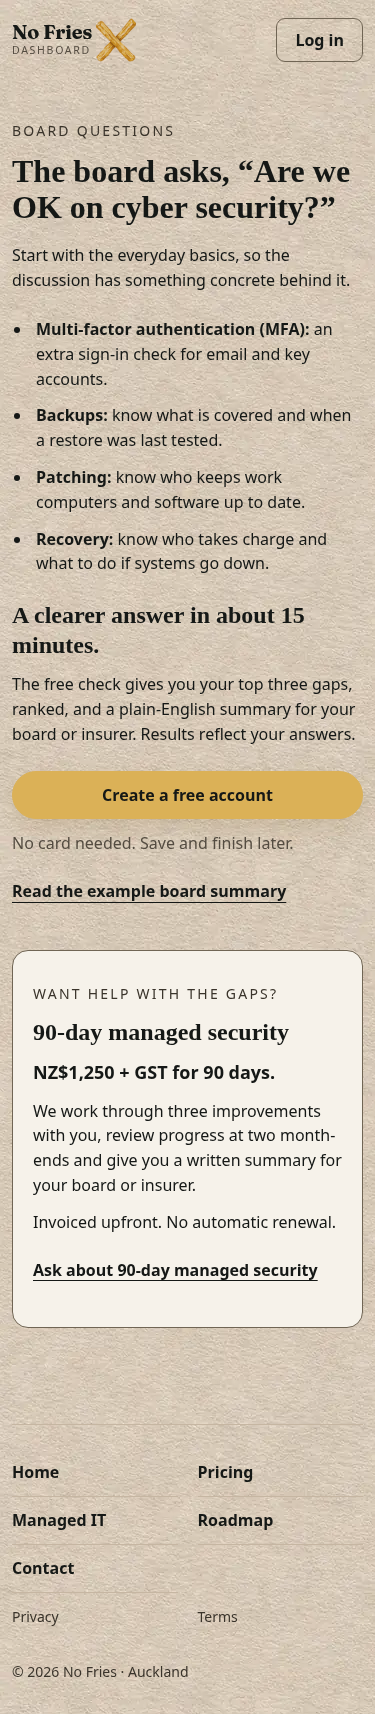 No Fries
DASHBOARD
Log in
BOARD QUESTIONS
The board asks, “Are we
OK on cyber security?”
Start with the everyday basics, so the
discussion has something concrete behind it.
• Multi-factor authentication (MFA): an
extra sign-in check for email and key
accounts.
• Backups: know what is covered and when
a restore was last tested.
• Patching: know who keeps work
computers and software up to date.
• Recovery: know who takes charge and
what to do if systems go down.
A clearer answer in about 15
minutes.
The free check gives you your top three gaps,
ranked, and a plain-English summary for your
board or insurer. Results reflect your answers.
Create a free account
No card needed. Save and finish later.
Read the example board summary
WANT HELP WITH THE GAPS?
90-day managed security
NZ$1,250 + GST for 90 days.
We work through three improvements
with you, review progress at two month-
ends and give you a written summary for
your board or insurer.
Invoiced upfront. No automatic renewal.
Ask about 90-day managed security
Home
Pricing
Managed IT
Roadmap
Contact
Privacy
Terms
© 2026 No Fries · Auckland